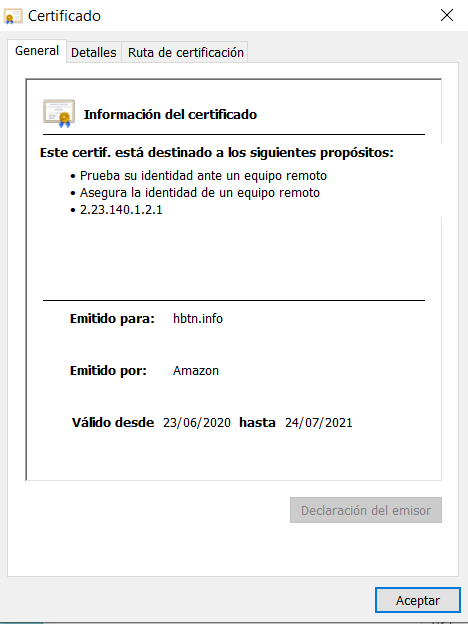 Certificado
General Detalles Ruta de certificación
Información del certificado
Este certif. está destinado a los siguientes propósitos:
• Prueba su identidad ante un equipo remoto
• Asegura la identidad de un equipo remoto
• 2.23.140.1.2.1
Emitido para: hbtn.info
Emitido por: Amazon
Válido desde 23/06/2020 hasta 24/07/2021
Declaración del emisor
Aceptar